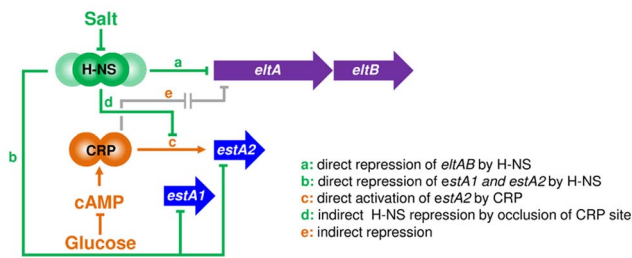 Salt
H-NS
a
eltA
eltB
e
d
CRP
c
estA2
b
estA1
cAMP
Glucose
a: direct repression of eltAB by H-NS
b: direct repression of estA1 and estA2 by H-NS
c: direct activation of estA2 by CRP
d: indirect H-NS repression by occlusion of CRP site
e: indirect repression